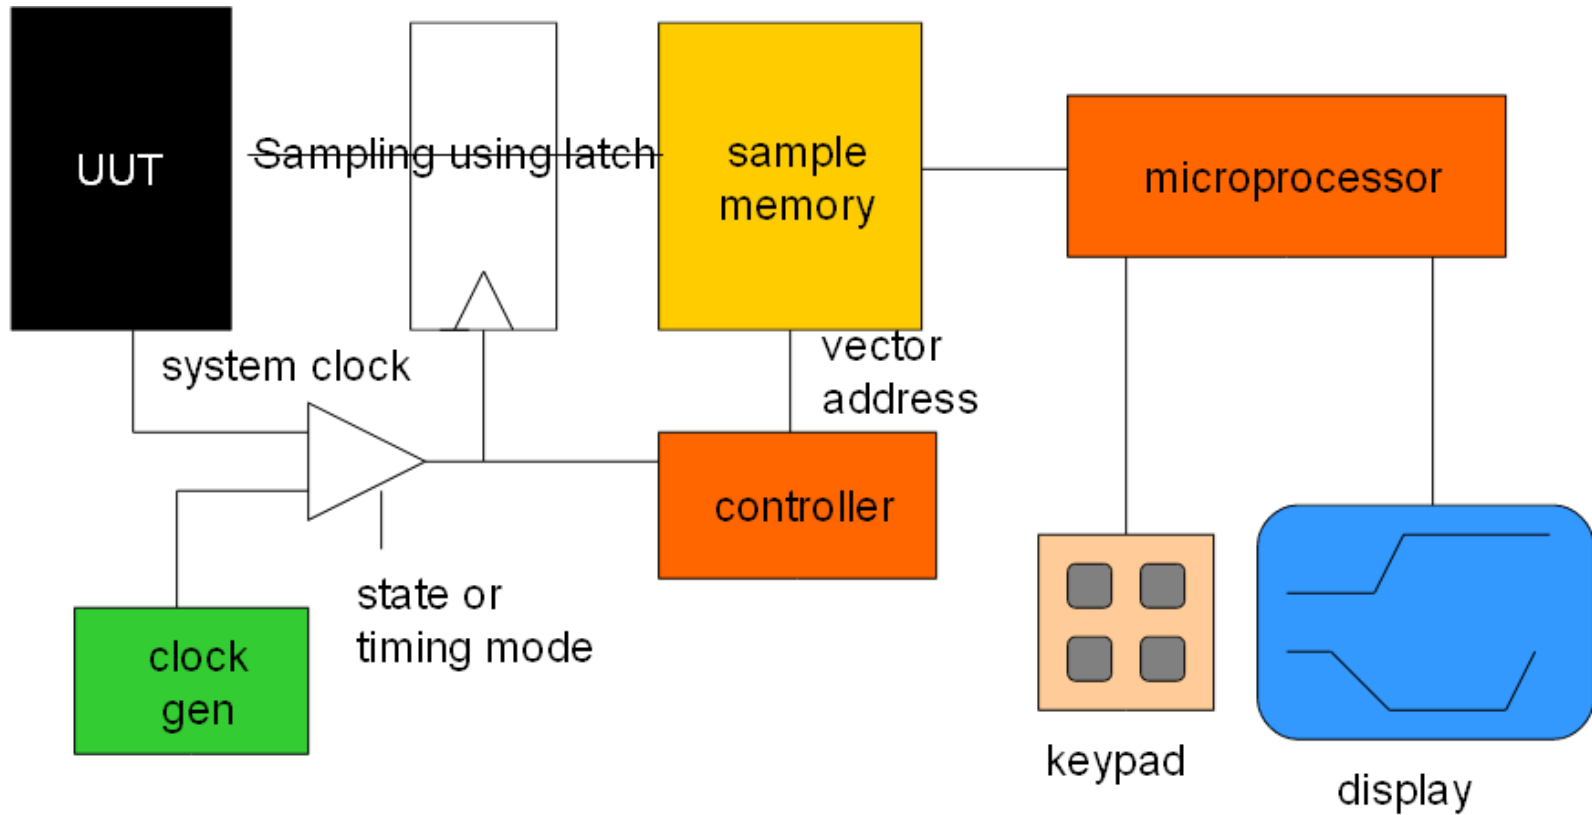 UUT
Sampling using latch
sample
memory
microprocessor
system clock
vector
address
controller
state or
timing mode
clock
gen
keypad
display